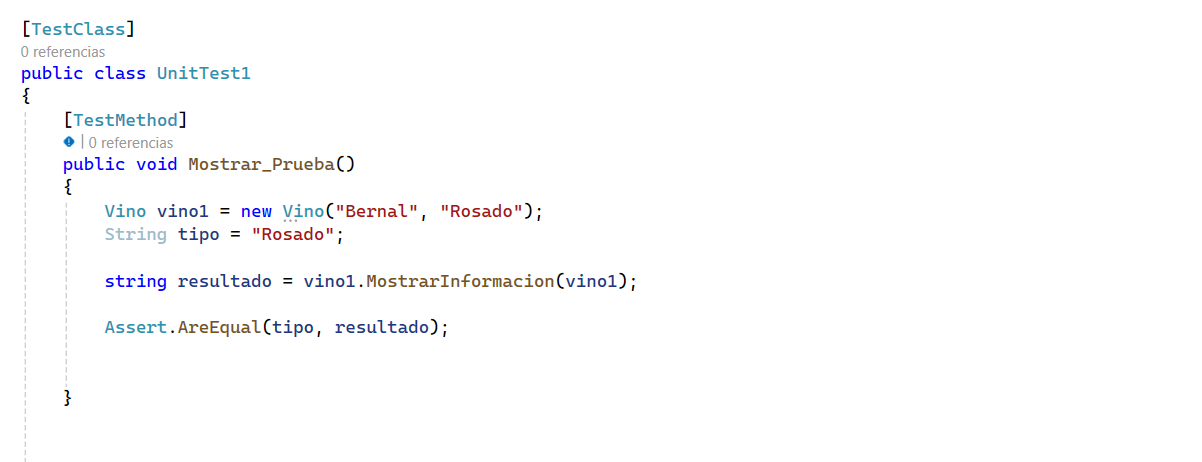 [TestClass]
0 referencias
public class UnitTest1
{
[TestMethod]
| 0 referencias
public void Mostrar_Prueba()
{
Vino vino1 = new Vino("Bernal", "Rosado");
String tipo = "Rosado";
string resultado = vino1.MostrarInformacion(vino1);
Assert.AreEqual(tipo, resultado);
}